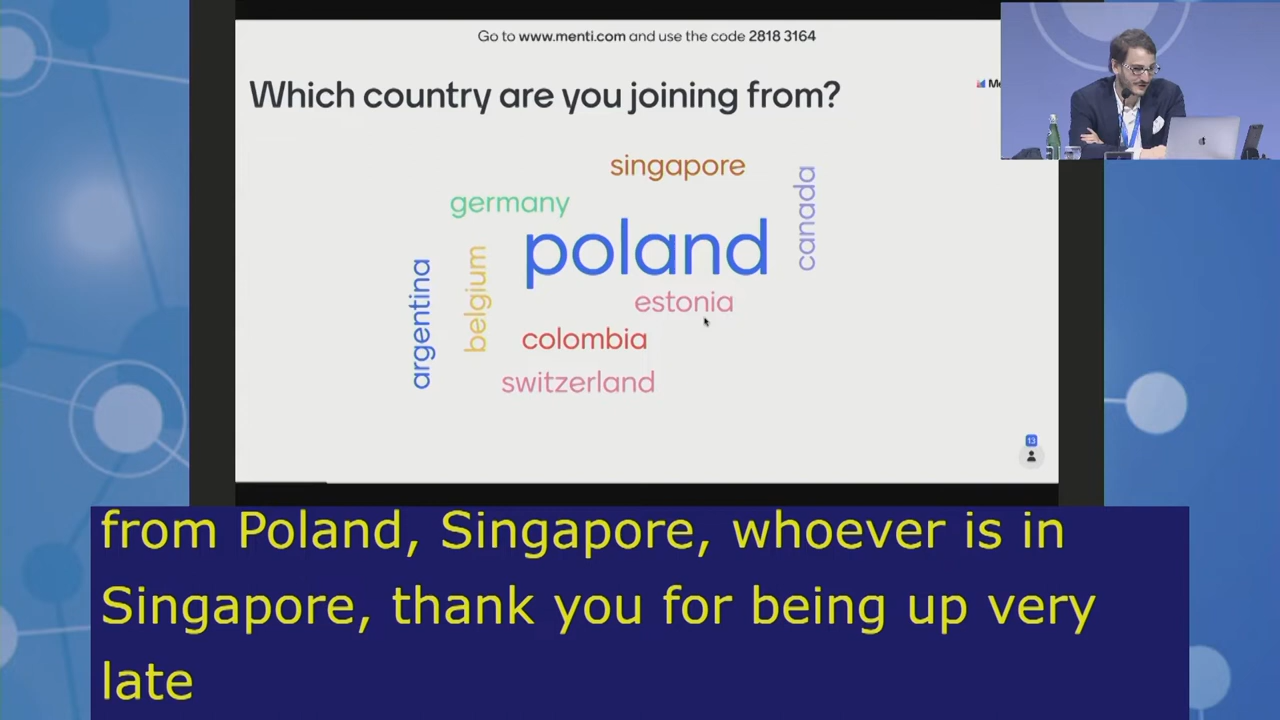 Go to www.menti.com and use the code 2818 3164
Which country are you joining from?
singapore
germany
canada
poland
argentina
belgium
estonia
colombia
switzerland
13
from Poland, Singapore, whoever is in
Singapore, thank you for being up very
late